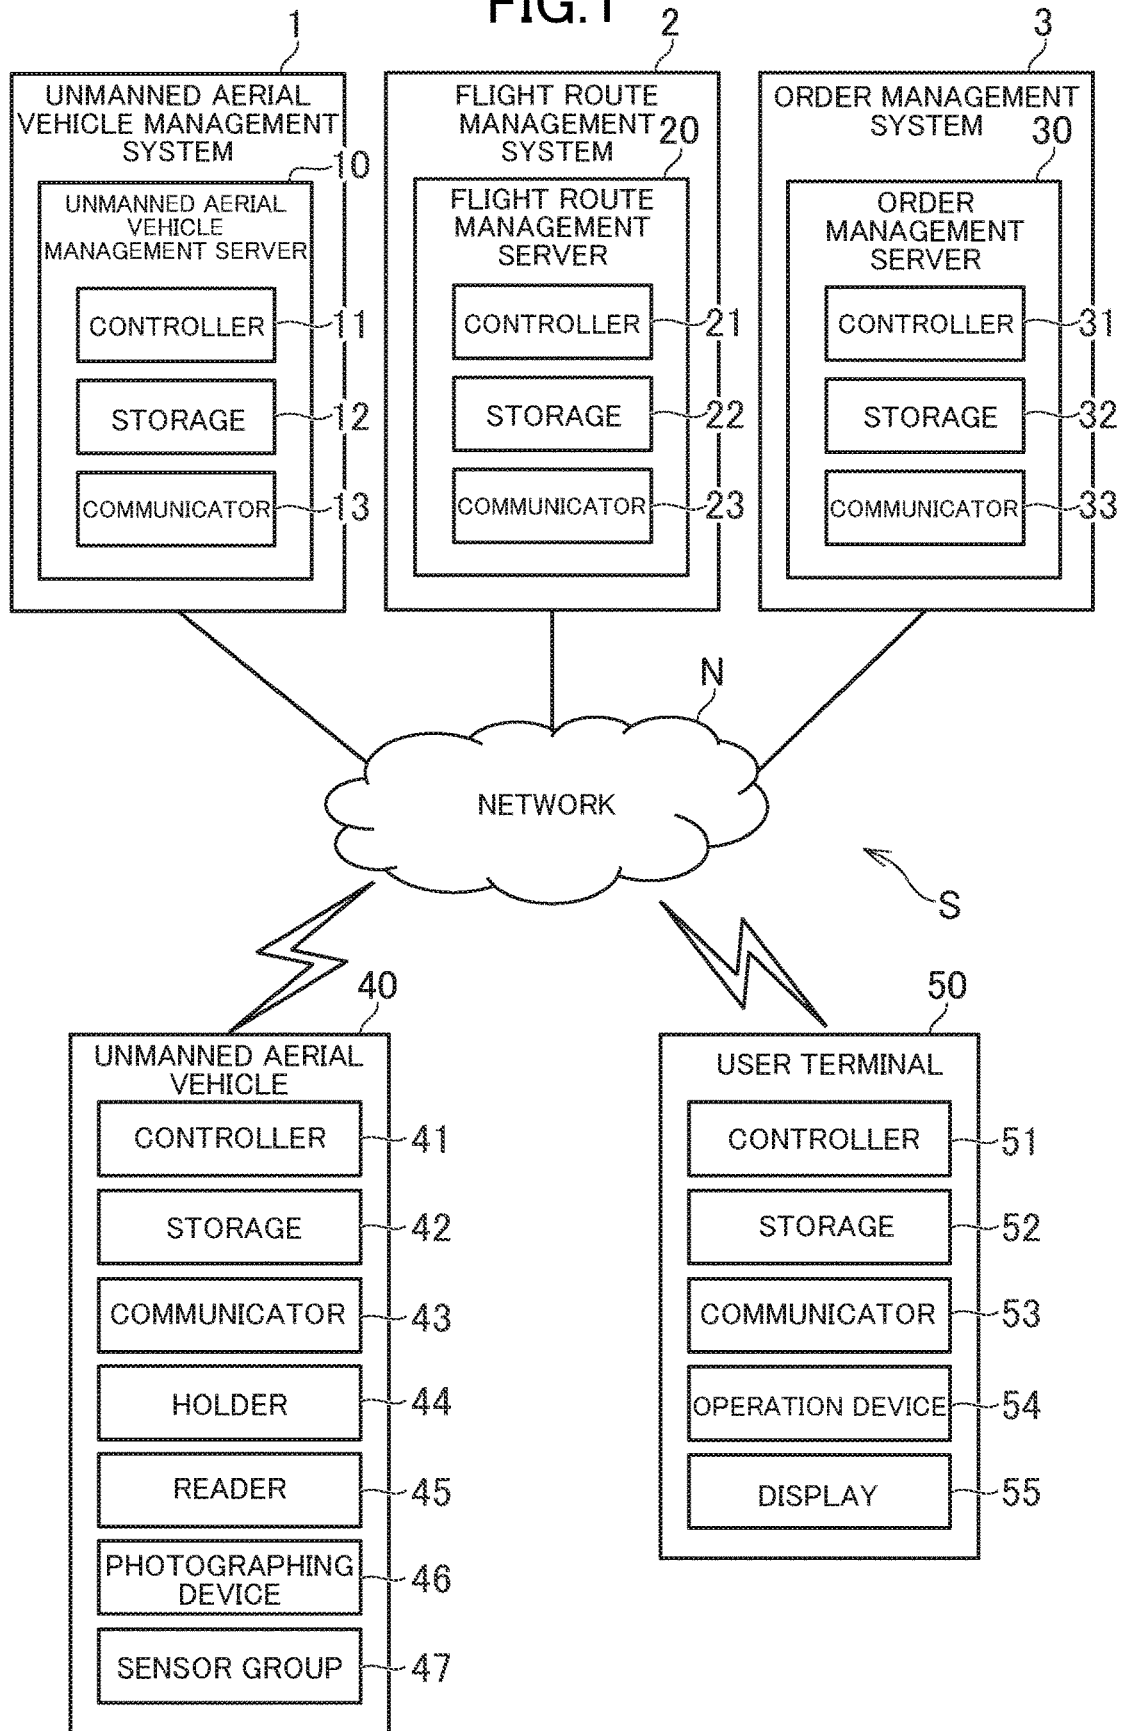 FIG.1
1
UNMANNED AERIAL
VEHICLE MANAGEMENT
SYSTEM
10
UNMANNED AERIAL
VEHICLE
MANAGEMENT SERVER
CONTROLLER
11
STORAGE
12
COMMUNICATOR
13
2
FLIGHT ROUTE
MANAGEMENT
SYSTEM
20
FLIGHT ROUTE
MANAGEMENT
SERVER
CONTROLLER
21
STORAGE
22
COMMUNICATOR
23
3
ORDER MANAGEMENT
SYSTEM
30
ORDER
MANAGEMENT
SERVER
CONTROLLER
31
STORAGE
32
COMMUNICATOR
33
N
NETWORK
S
40
UNMANNED AERIAL
VEHICLE
CONTROLLER
41
STORAGE
42
COMMUNICATOR
43
HOLDER
44
READER
45
PHOTOGRAPHING
DEVICE
46
SENSOR GROUP
47
50
USER TERMINAL
CONTROLLER
51
STORAGE
52
COMMUNICATOR
53
OPERATION DEVICE
54
DISPLAY
55